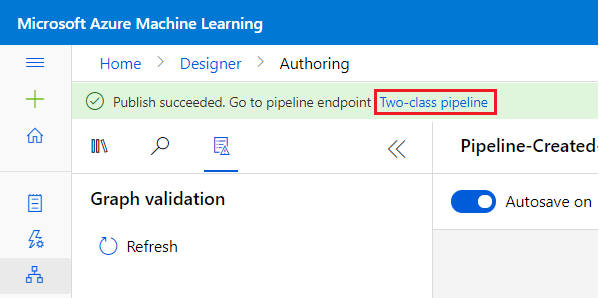 Microsoft Azure Machine Learning
Home > Designer > Authoring
Publish succeeded. Go to pipeline endpoint Two-class pipeline
Pipeline-Created-
Graph validation
Autosave on
Refresh